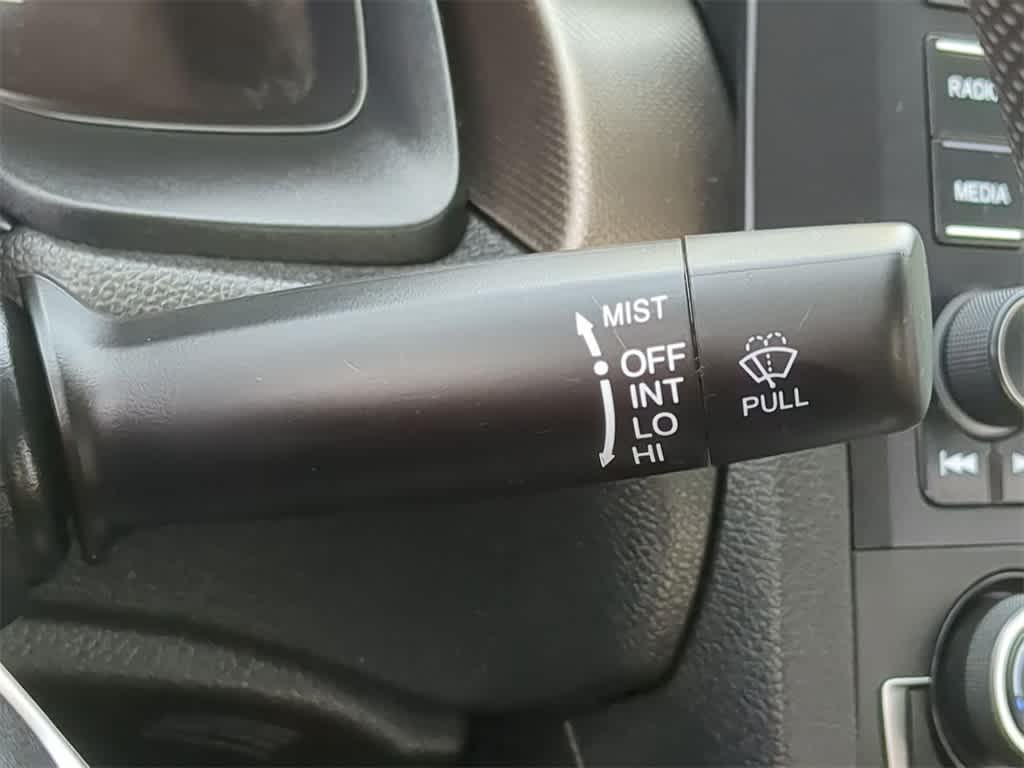 RADIO
MEDIA
MIST
OFF
INT
LO
HI
PULL